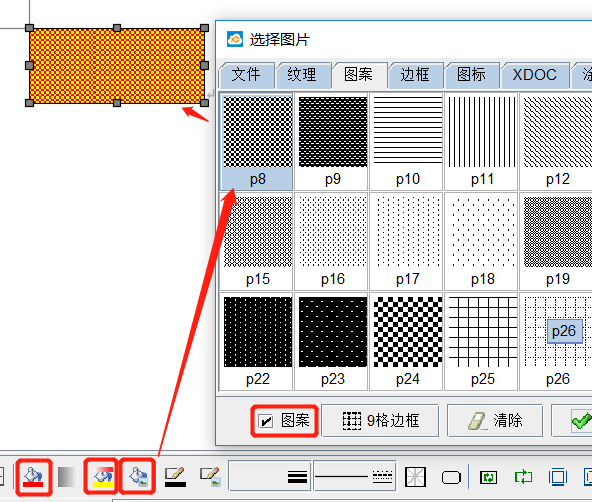 选择图片
文件 纹理 图案 边框 图标 XDOC
p8 p9 p10 p11 p12
p15 p16 p17 p18 p19
p26
p22 p23 p24 p25 p26
图案 9格边框 清除